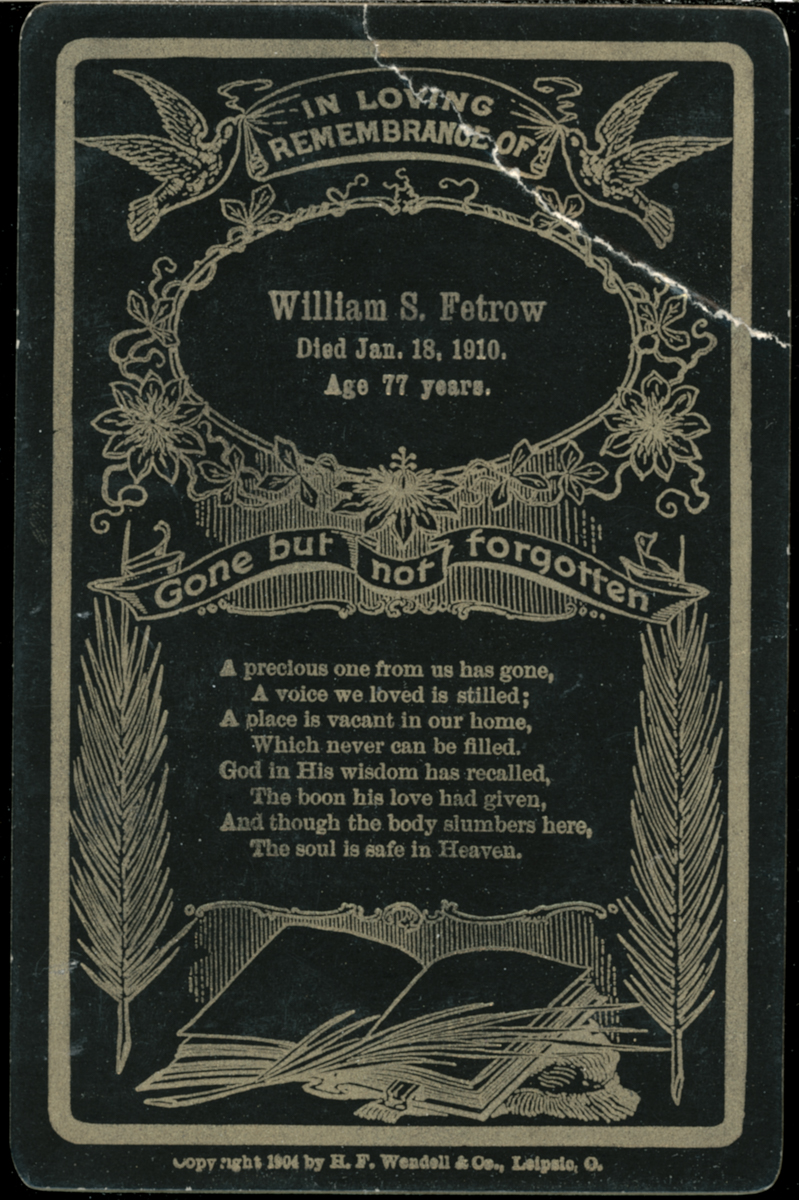 IN LOVING
REMEMBRANCE OF
William S. Fetrow
Died Jan. 18, 1910.
Age 77 years.
Gone but not forgotten
A precious one from us has gone,
A voice we loved is stilled;
A place is vacant in our home,
Which never can be filled.
God in His wisdom has recalled,
The boon his love had given,
And though the body slumbers here,
The soul is safe in Heaven.
Copyright 1904 by H. F. Wendell & Co., Leipsic, O.